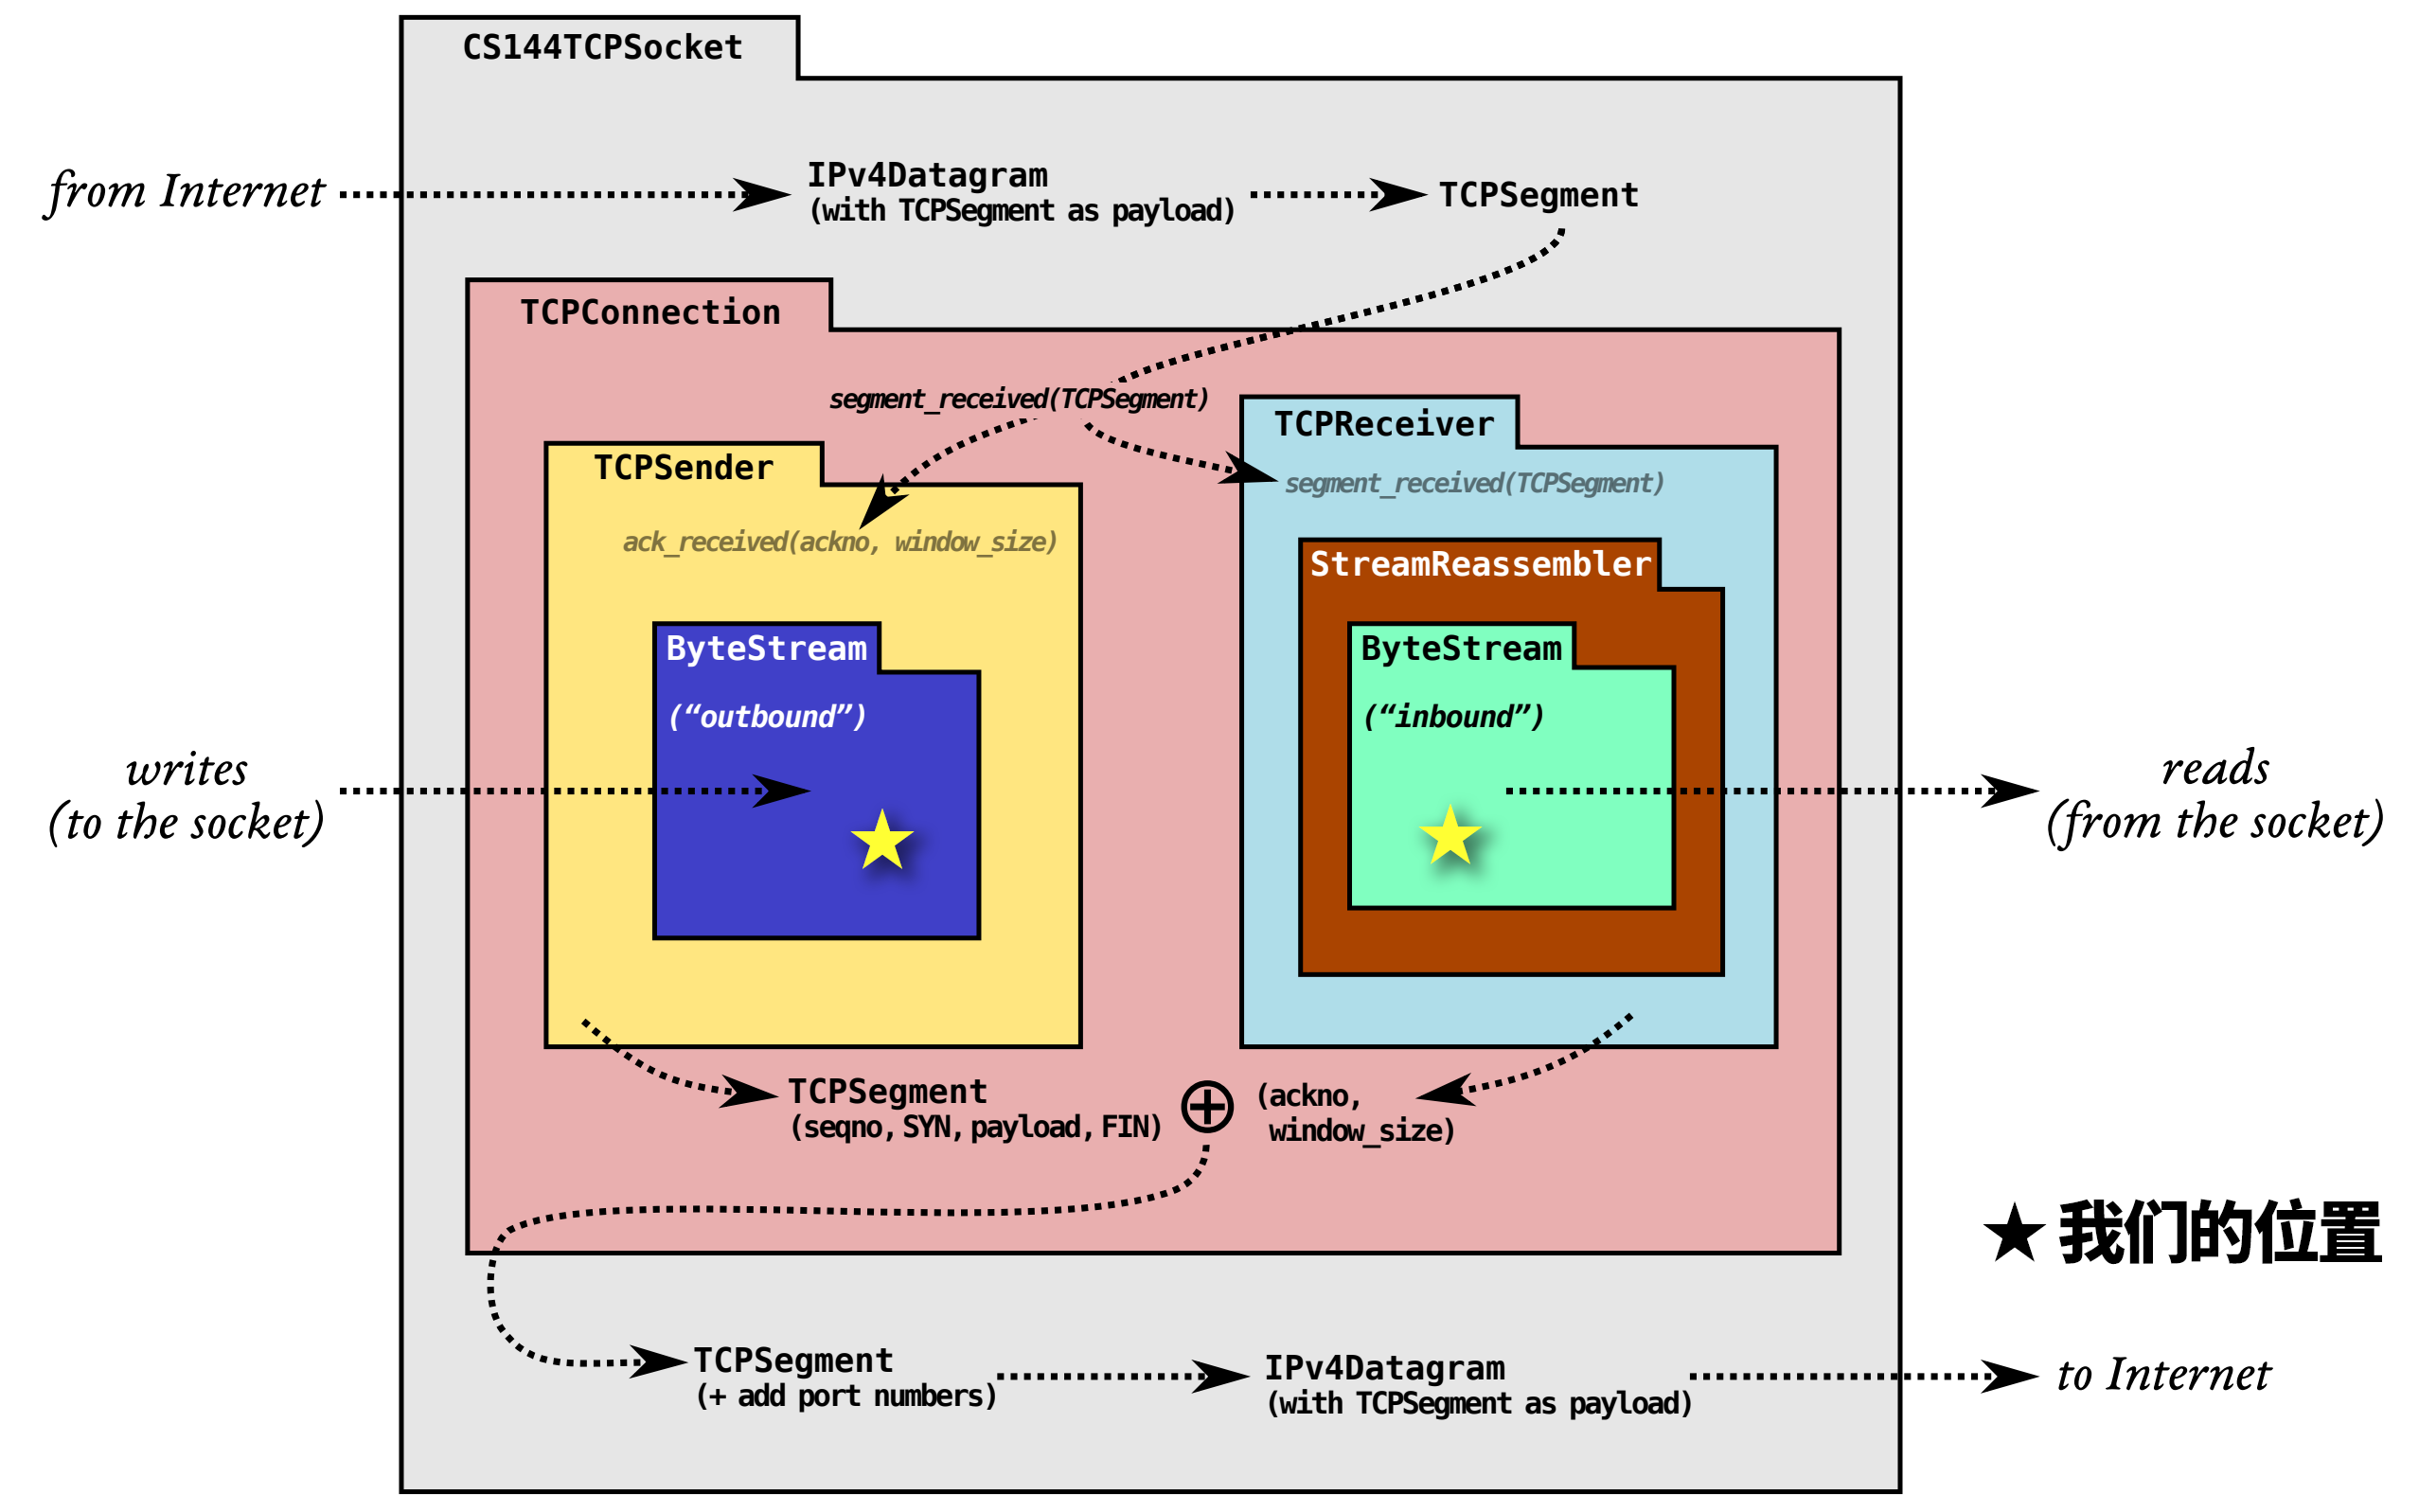 CS144TCPSocket
from Internet
IPv4Datagram
(with TCPSegment as payload)
TCPSegment
TCPConnection
segment_received(TCPSegment)
TCPReceiver
segment_received(TCPSegment)
TCPSender
ack_received(ackno, window_size)
StreamReassembler
ByteStream
(“outbound”)
ByteStream
(“inbound”)
writes
(to the socket)
reads
(from the socket)
TCPSegment
(seqno, SYN, payload, FIN)
(ackno,
window_size)
★ 我们的位置
TCPSegment
(+ add port numbers)
IPv4Datagram
(with TCPSegment as payload)
to Internet